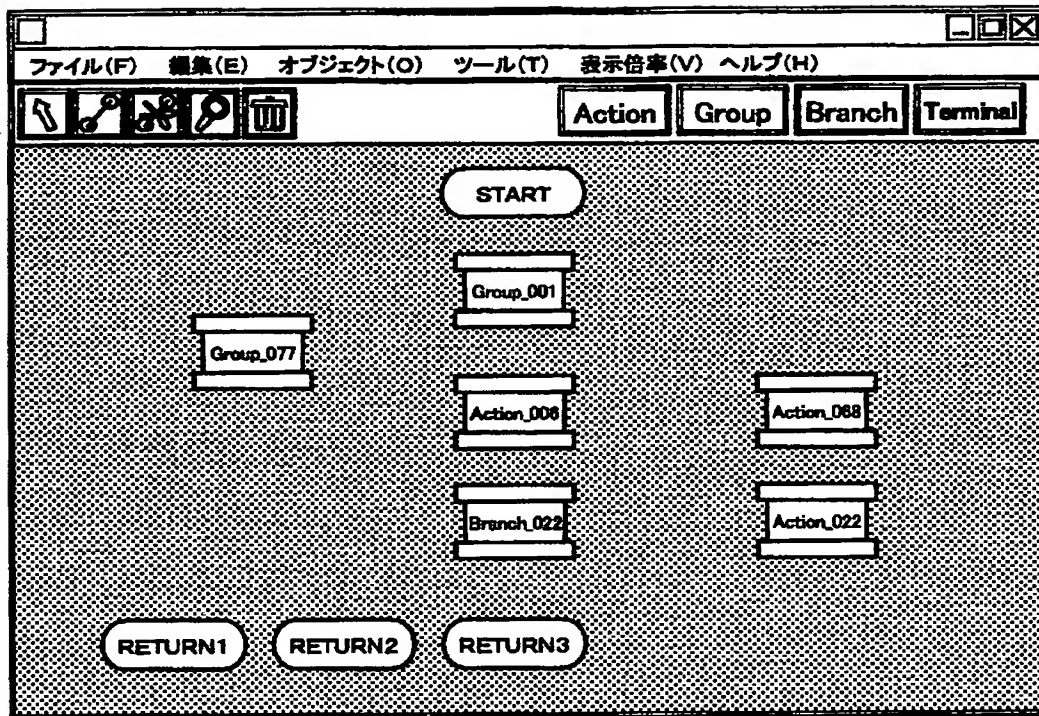 ファイル(F) 編集(E) オブジェクト(O) ツール(T) 表示倍率(V) ヘルプ(H)
Action Group Branch Terminal
START
Group_001
Group_077
Action_006 Action_068
Branch_022 Action_022
RETURN1 RETURN2 RETURN3